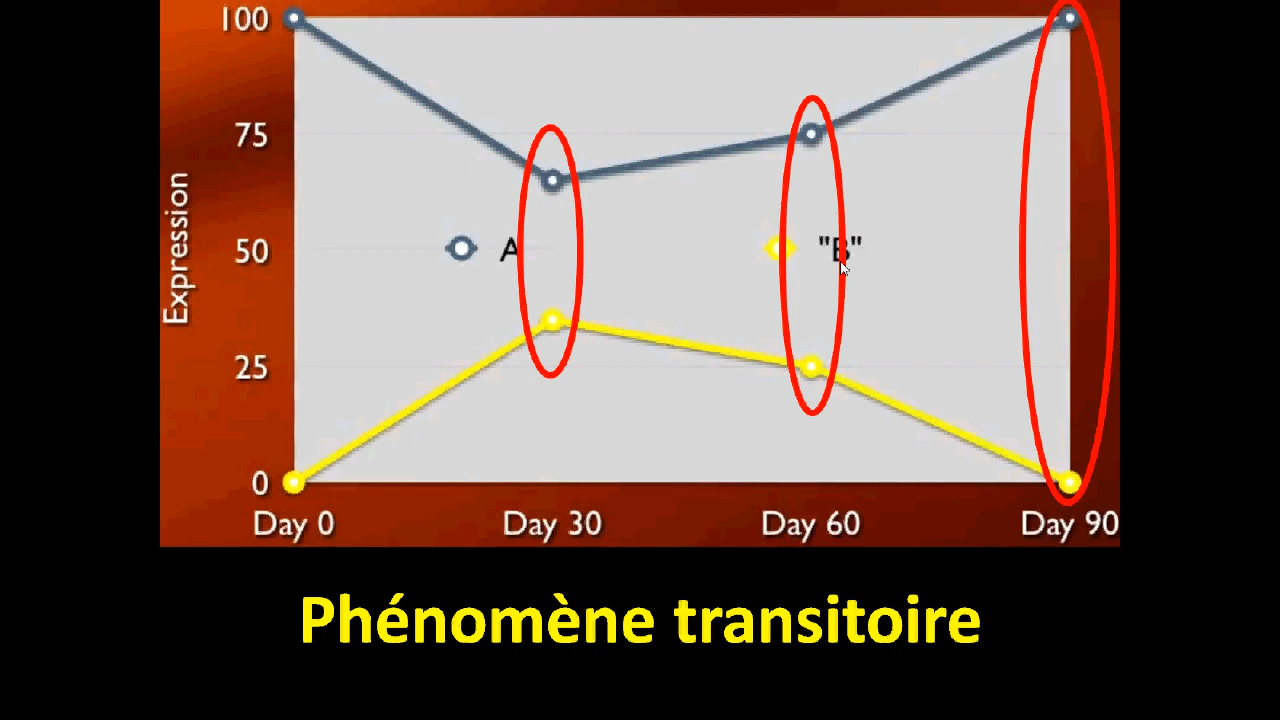 100
75
50
25
0
Expression
A
"B"
Day 0
Day 30
Day 60
Day 90
Phénomène transitoire